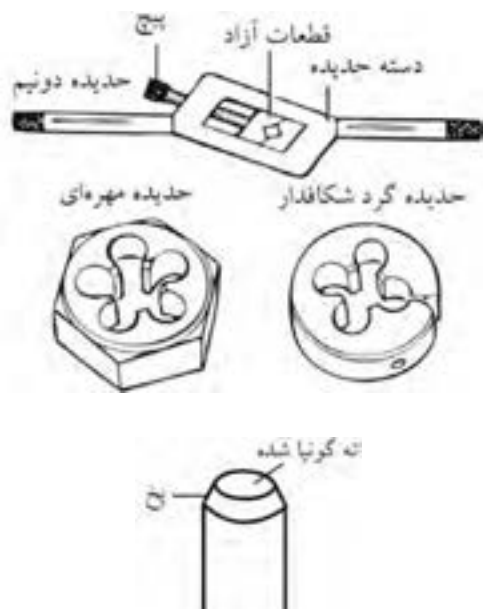 پیچ
قطعات آزاد
دسته حدیده
حدیده دونیم
حدیده گرد شکافدار
حدیده مهره‌ای
ته گونیا شده
پخ